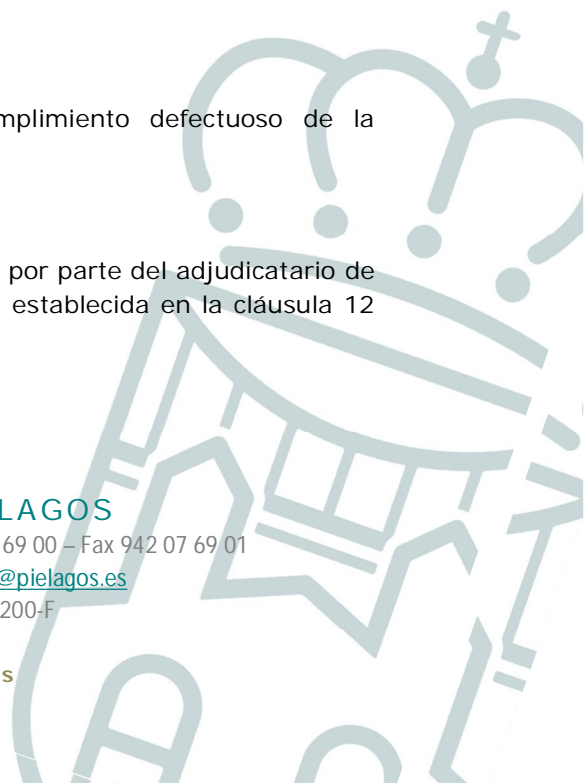 mplimiento defectuoso de la
por parte del adjudicatario de
establecida en la cláusula 12
LAGOS
69 00 – Fax 942 07 69 01
@pielagos.es
200-F
s